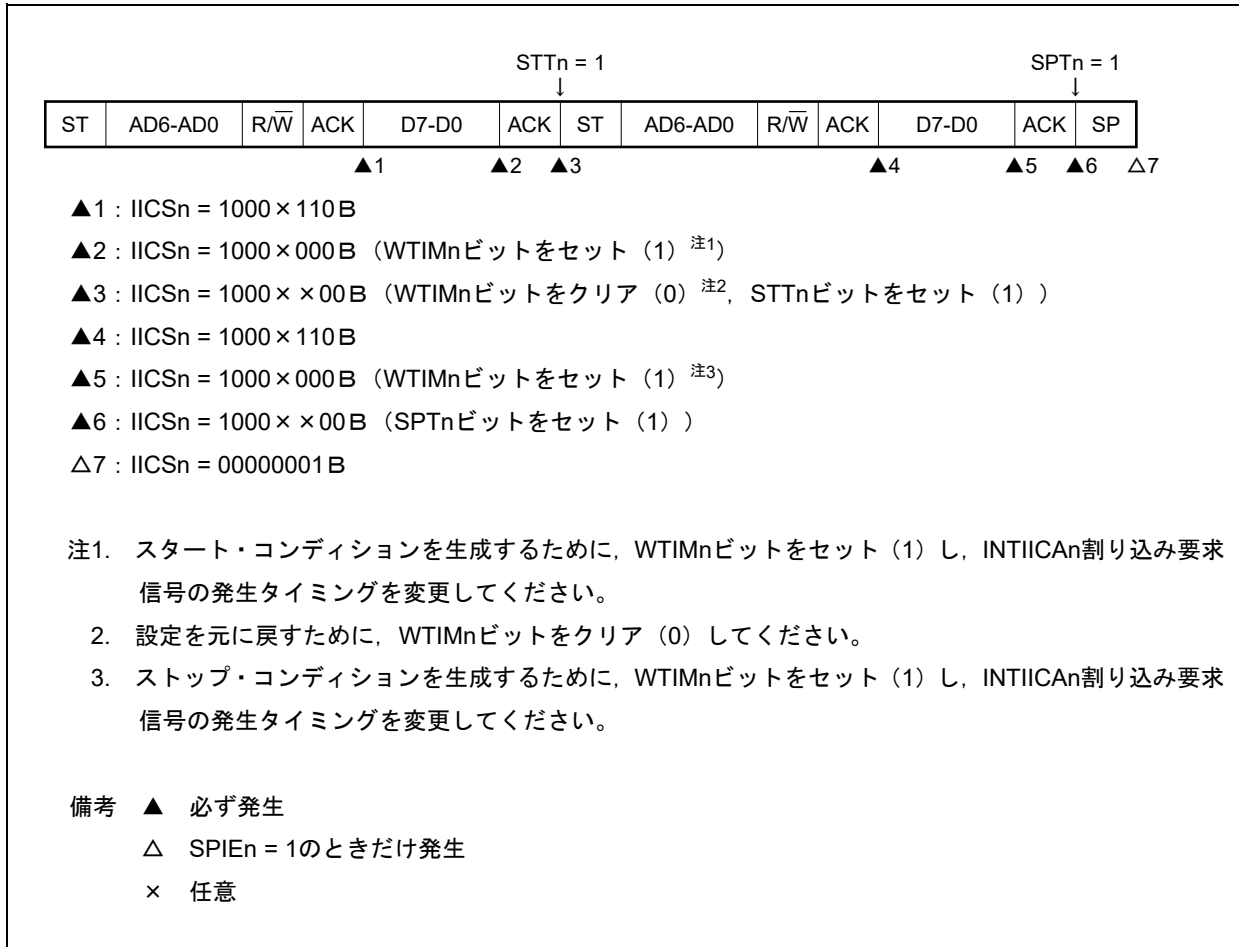 STTn = 1 SPTn = 1
↓ ↓
ST AD6-AD0 R/W̅ ACK D7-D0 ACK ST AD6-AD0 R/W̅ ACK D7-D0 ACK SP
▲1 ▲2 ▲3 ▲4 ▲5 ▲6 △7
▲1：IICSn = 1000×110B
▲2：IICSn = 1000×000B（WTIMnビットをセット（1）注1）
▲3：IICSn = 1000××00B（WTIMnビットをクリア（0）注2，STTnビットをセット（1））
▲4：IICSn = 1000×110B
▲5：IICSn = 1000×000B（WTIMnビットをセット（1）注3）
▲6：IICSn = 1000××00B（SPTnビットをセット（1））
△7：IICSn = 00000001B
注1. スタート・コンディションを生成するために，WTIMnビットをセット（1）し，INTIICAn割り込み要求
信号の発生タイミングを変更してください。
2. 設定を元に戻すために，WTIMnビットをクリア（0）してください。
3. ストップ・コンディションを生成するために，WTIMnビットをセット（1）し，INTIICAn割り込み要求
信号の発生タイミングを変更してください。
備考 ▲ 必ず発生
△ SPIEn = 1のときだけ発生
× 任意